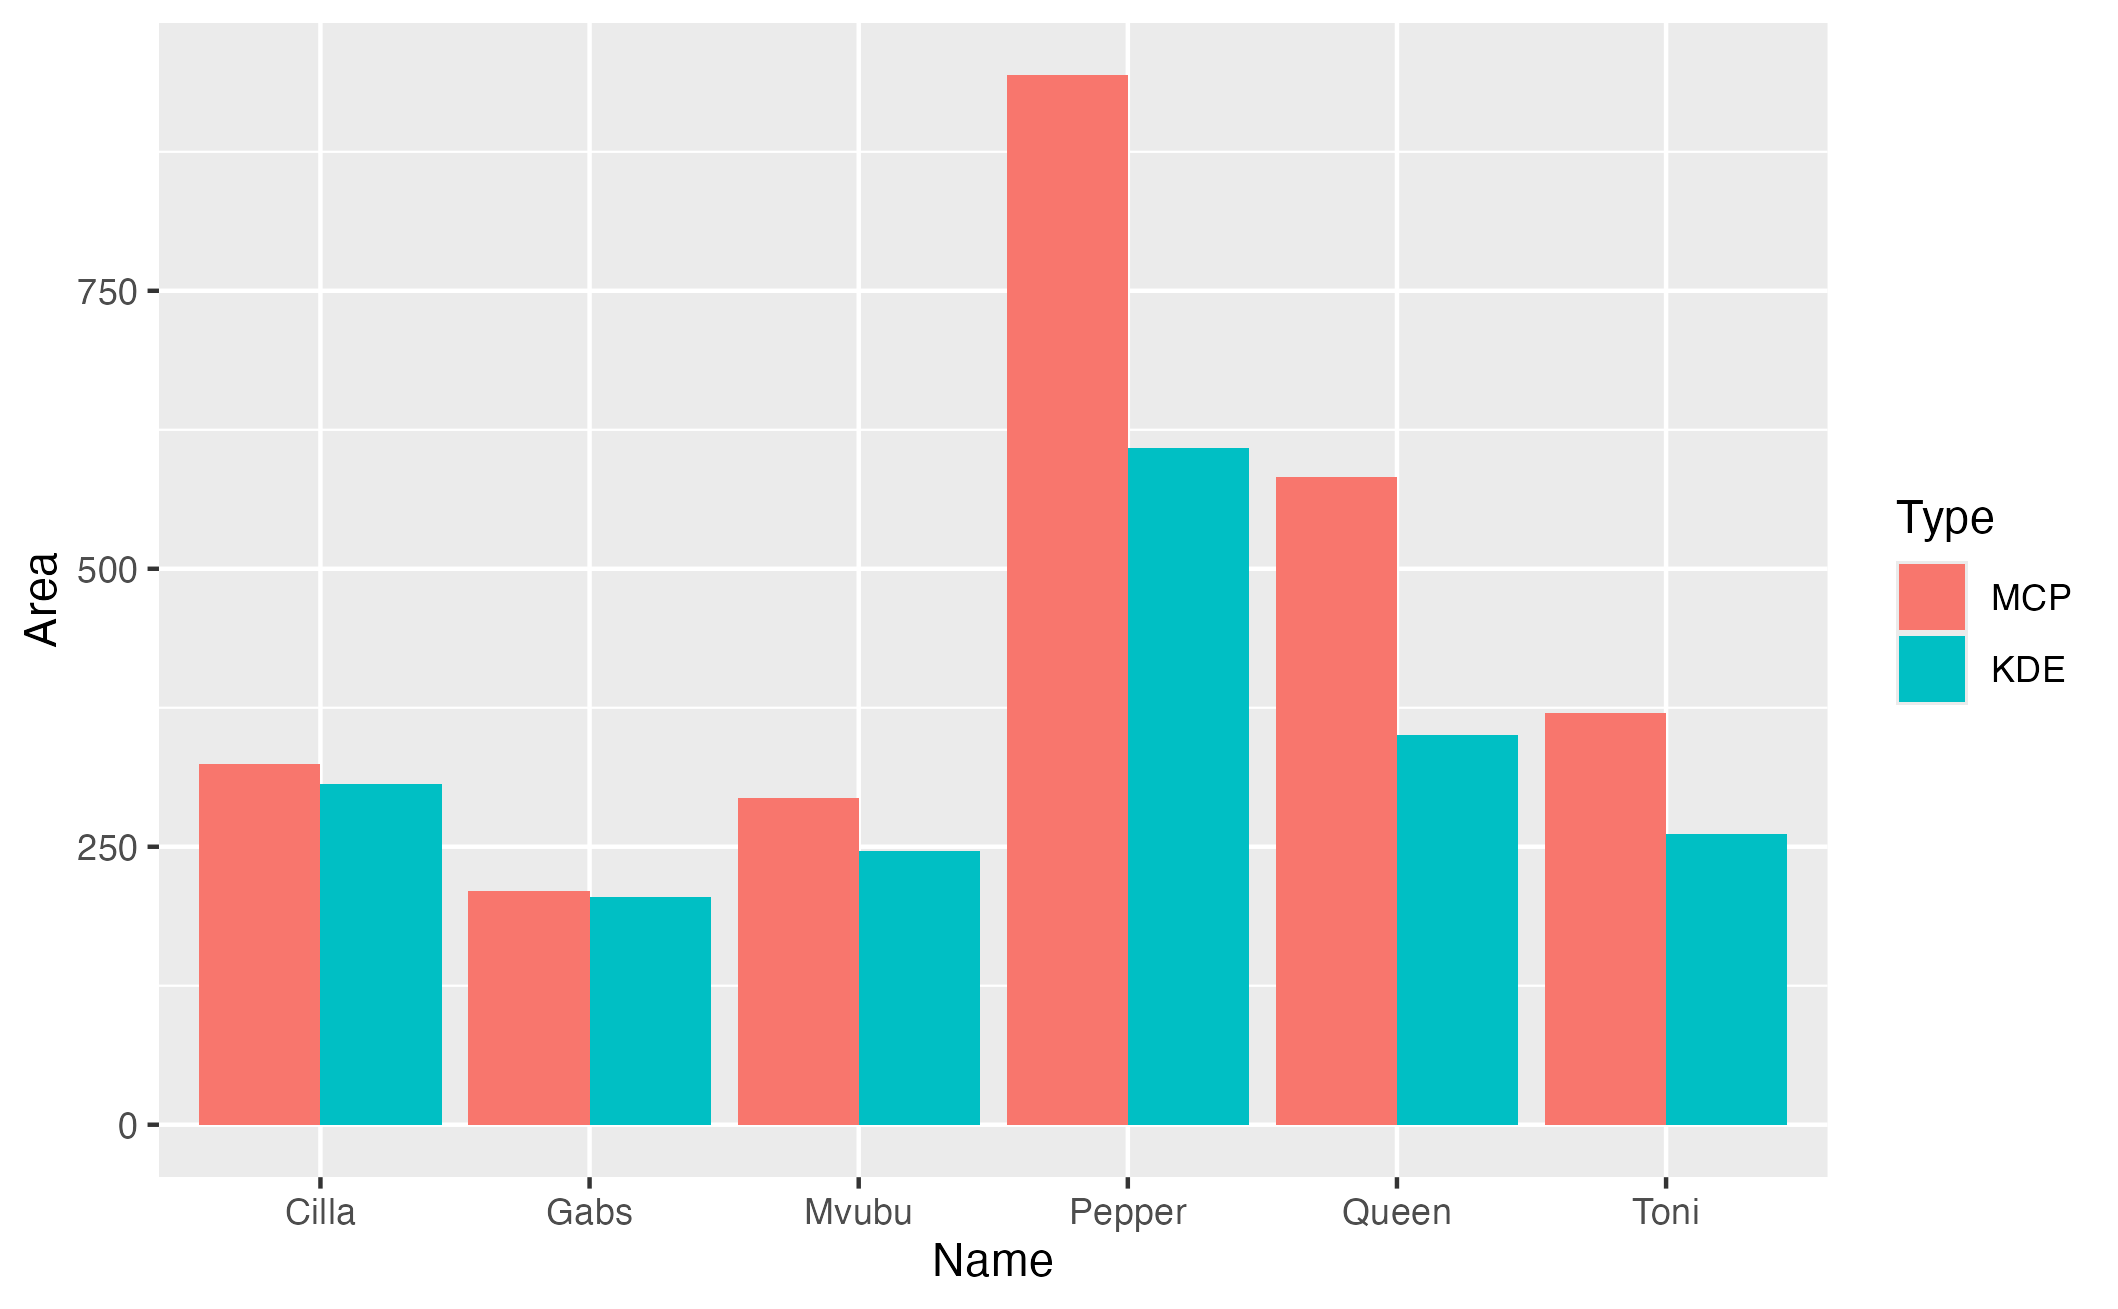 Area
750
500
250
0
Cilla
Gabs
Mvubu
Pepper
Queen
Toni
Name
Type
MCP
KDE